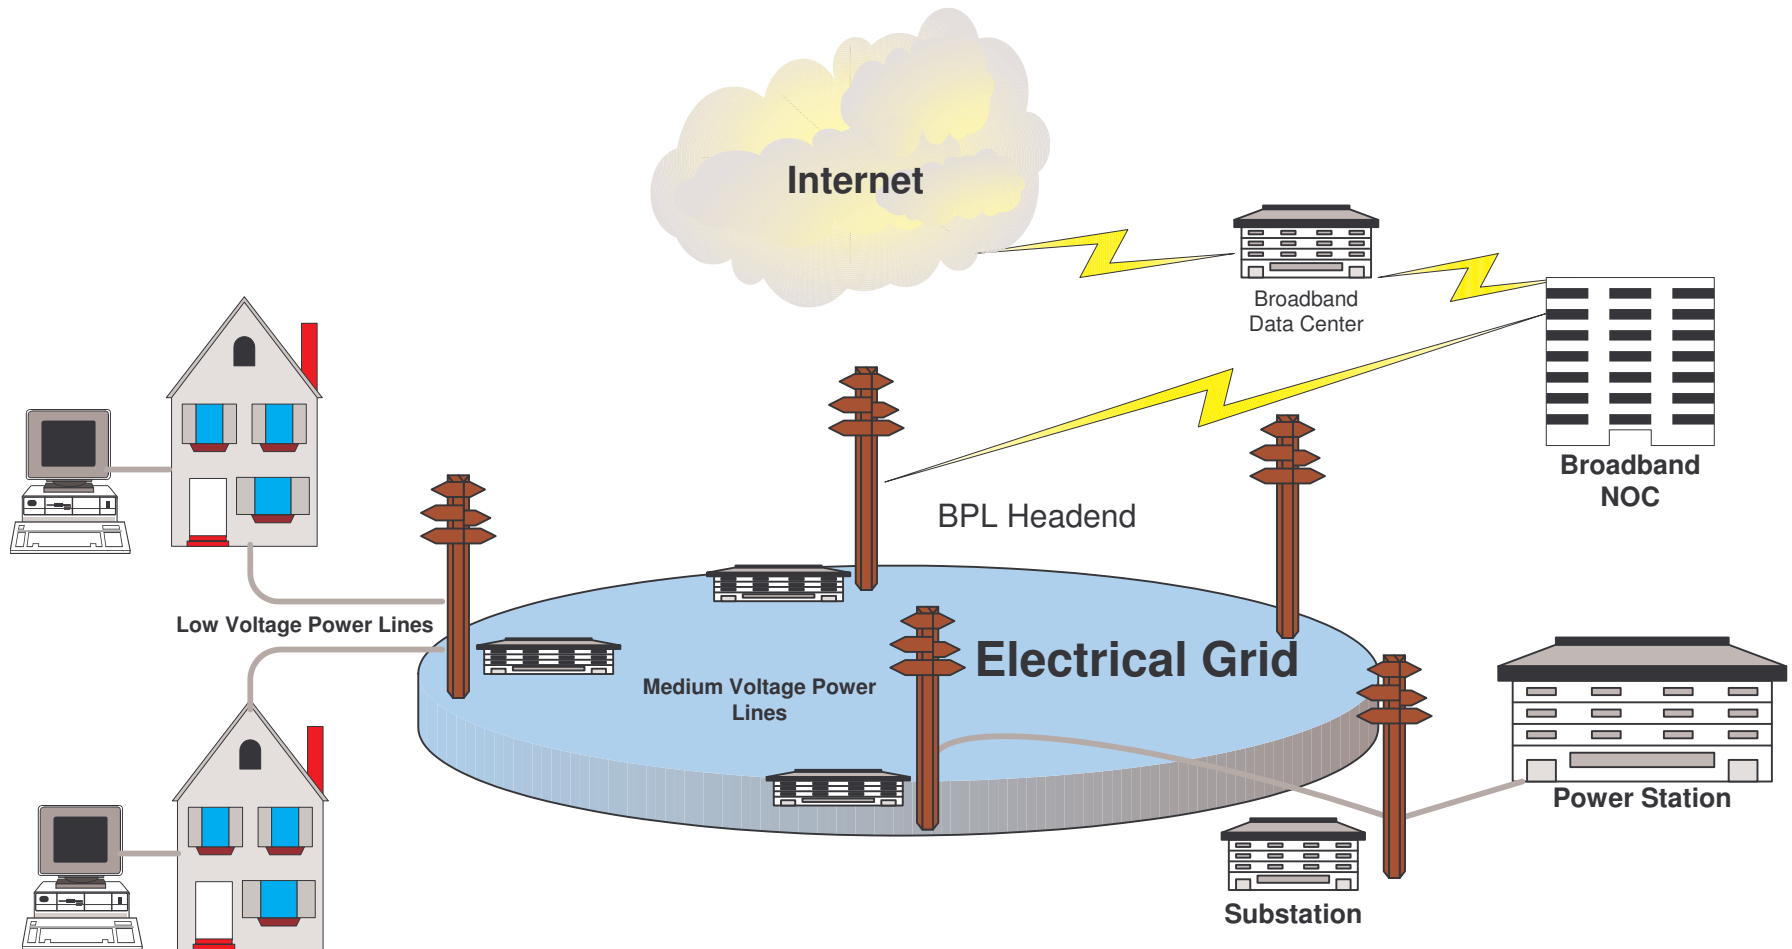 Internet
Broadband
Data Center
Broadband
NOC
BPL Headend
Low Voltage Power Lines
Electrical Grid
Medium Voltage Power
Lines
Power Station
Substation